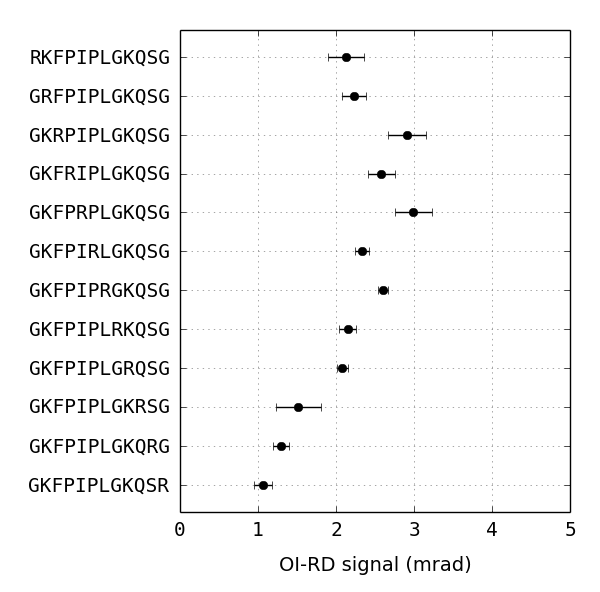 RKFPIPLGKQSG
GRFPIPLGKQSG
GKRPIPLGKQSG
GKFRIPLGKQSG
GKFPRPLGKQSG
GKFPIRLGKQSG
GKFPIPRGKQSG
GKFPIPLRKQSG
GKFPIPLGRQSG
GKFPIPLGKRSG
GKFPIPLGKQRG
GKFPIPLGKQSR
0 1 2 3 4 5
OI-RD signal (mrad)